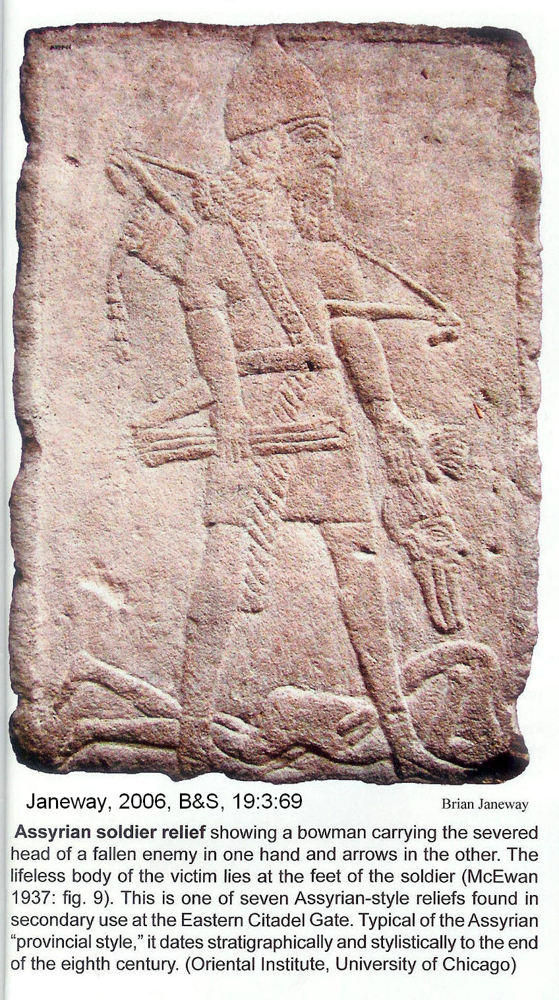 Janeway, 2006, B&S, 19:3:69
Brian Janeway
Assyrian soldier relief showing a bowman carrying the severed
head of a fallen enemy in one hand and arrows in the other. The
lifeless body of the victim lies at the feet of the soldier (McEwan
1937: fig. 9). This is one of seven Assyrian-style reliefs found in
secondary use at the Eastern Citadel Gate. Typical of the Assyrian
“provincial style,” it dates stratigraphically and stylistically to the end
of the eighth century. (Oriental Institute, University of Chicago)